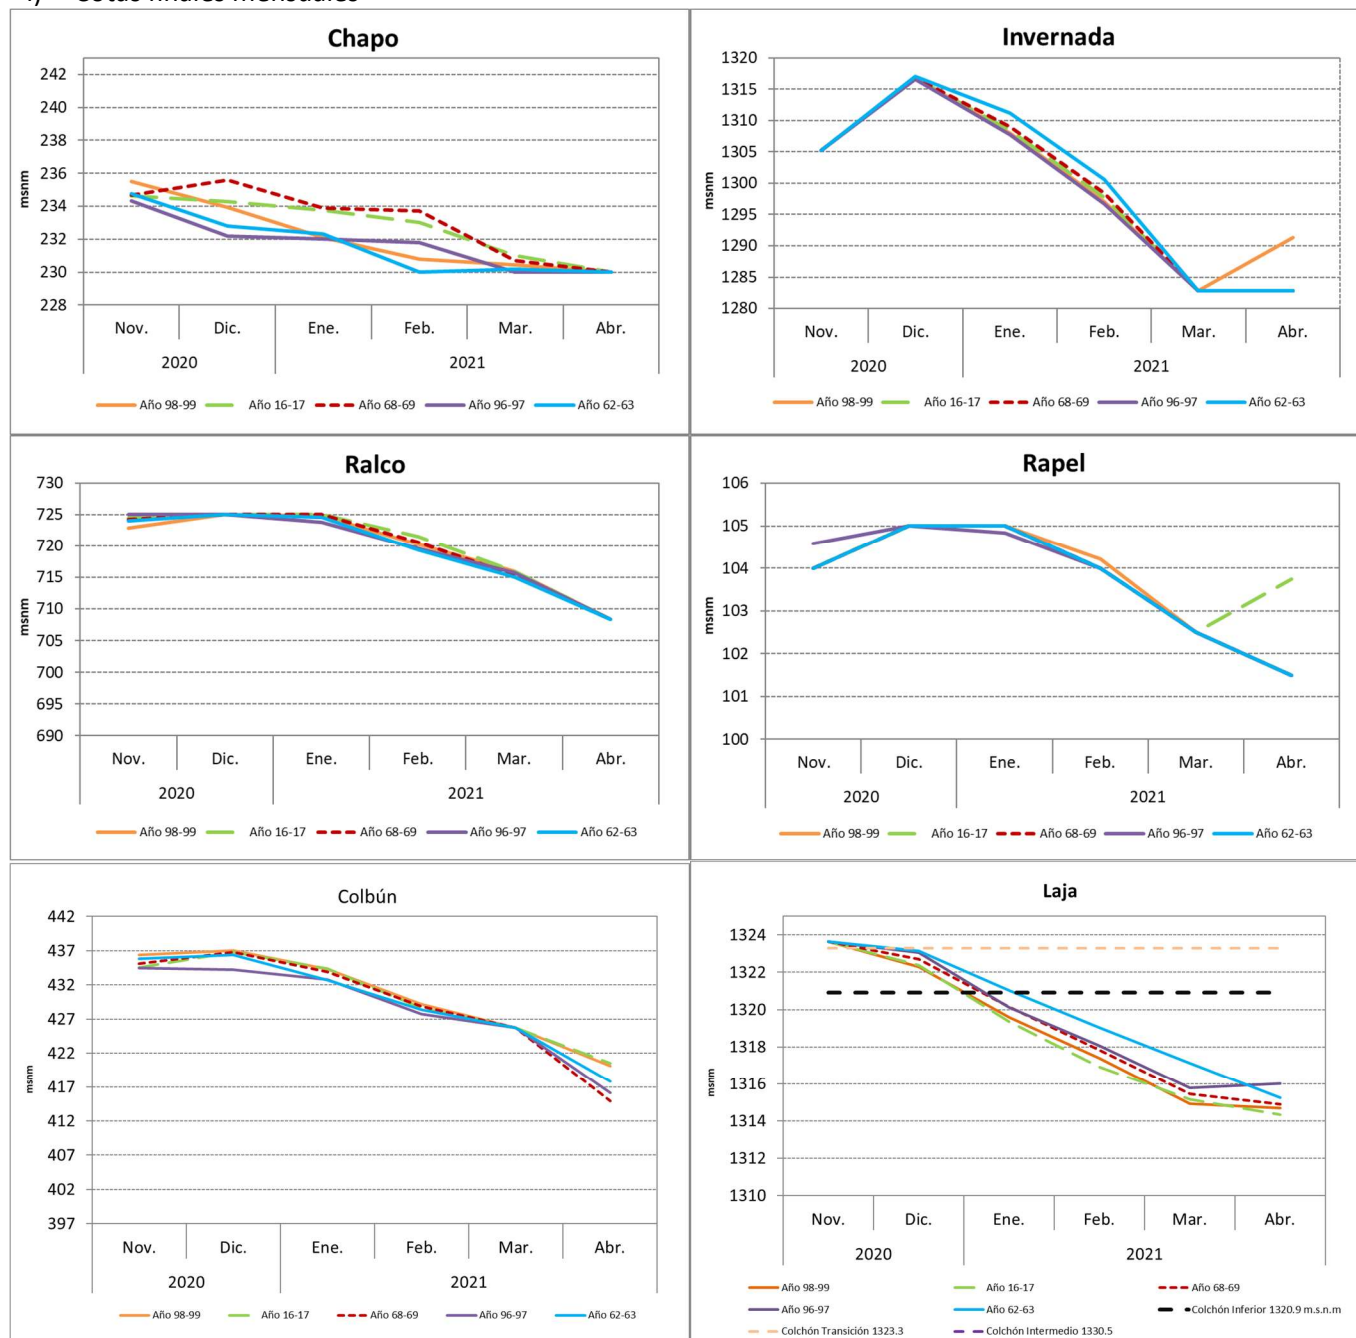 Cotas finales mensuales
Chapo
msnm
242
240
238
236
234
232
230
228
Nov. Dic. Ene. Feb. Mar. Abr.
2020 2021
Año 98-99 Año 16-17 Año 68-69 Año 96-97 Año 62-63
Invernada
msnm
1320
1315
1310
1305
1300
1295
1290
1285
1280
Nov. Dic. Ene. Feb. Mar. Abr.
2020 2021
Año 98-99 Año 16-17 Año 68-69 Año 96-97 Año 62-63
Ralco
msnm
730
725
720
715
710
705
700
695
690
Nov. Dic. Ene. Feb. Mar. Abr.
2020 2021
Año 98-99 Año 16-17 Año 68-69 Año 96-97 Año 62-63
Rapel
msnm
106
105
104
103
102
101
100
Nov. Dic. Ene. Feb. Mar. Abr.
2020 2021
Año 98-99 Año 16-17 Año 68-69 Año 96-97 Año 62-63
Colbún
msnm
442
437
432
427
422
417
412
407
402
397
Nov. Dic. Ene. Feb. Mar. Abr.
2020 2021
Año 98-99 Año 16-17 Año 68-69 Año 96-97 Año 62-63
Laja
msnm
1324
1322
1320
1318
1316
1314
1312
1310
Nov. Dic. Ene. Feb. Mar. Abr.
2020 2021
Año 98-99 Año 16-17 Año 68-69
Año 96-97 Año 62-63 Colchón Inferior 1320.9 m.s.n.m
Colchón Transición 1323.3 Colchón Intermedio 1330.5